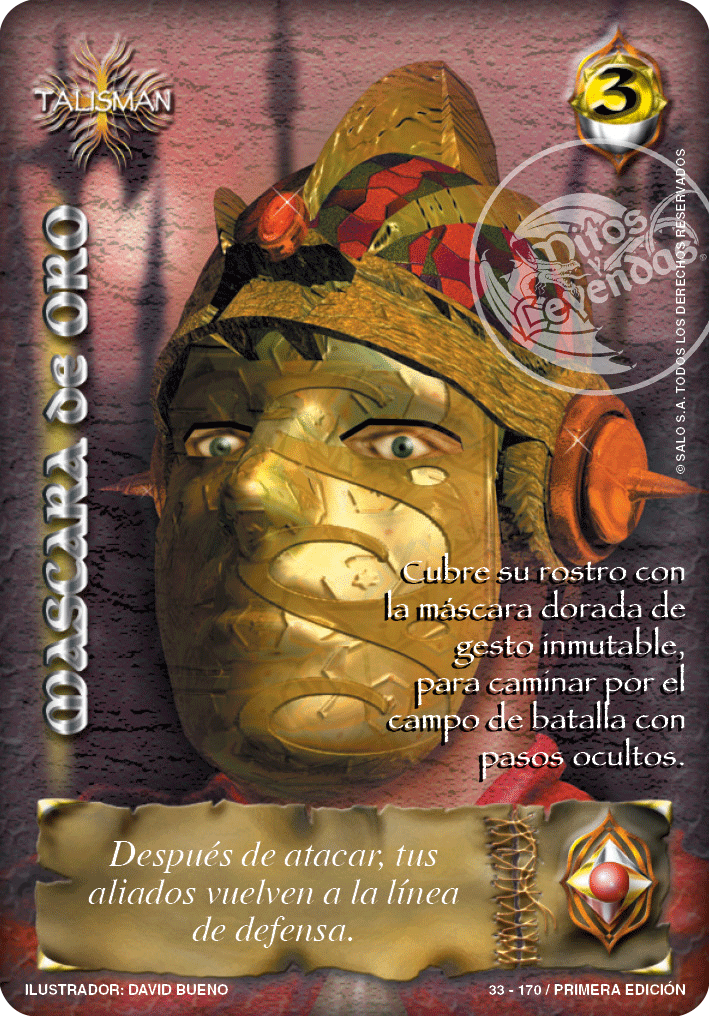 TALISMAN
3
MASCARA de ORO
Mitos
y
Leyendas
®
© SALO S.A. TODOS LOS DERECHOS RESERVADOS
Cubre su rostro con
la máscara dorada de
gesto inmutable,
para caminar por el
campo de batalla con
pasos ocultos.
Después de atacar, tus
aliados vuelven a la línea
de defensa.
ILUSTRADOR: DAVID BUENO
33 - 170 / PRIMERA EDICIÓN